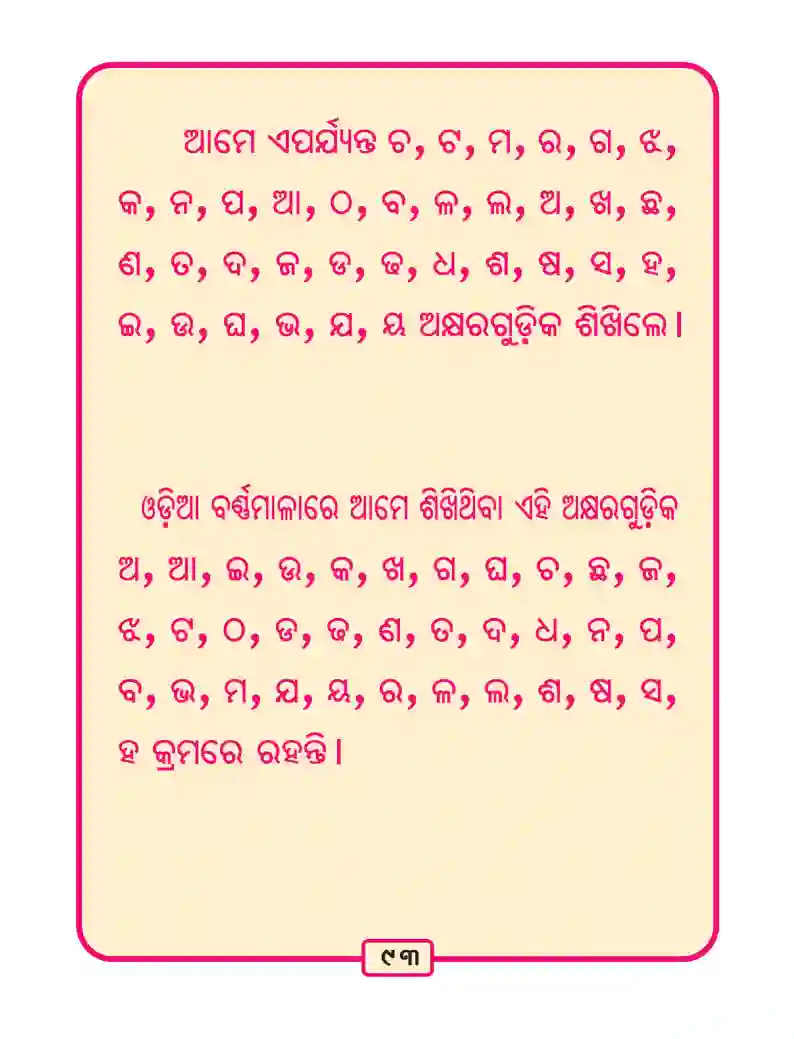 ଆମେ ଏପର୍ଯ୍ୟନ୍ତ ଚ, ଟ, ମ, ର, ଗ, ଝ,
କ, ନ, ପ, ଆ, ଠ, ବ, ଳ, ଲ, ଅ, ଖ, ଛ,
ଣ, ତ, ଦ, ଜ, ଡ, ଢ, ଧ, ଶ, ଷ, ସ, ହ,
ଇ, ଉ, ଘ, ଭ, ଯ, ୟ ଅକ୍ଷରଗୁଡ଼ିକ ଶିଖିଲେ।
ଓଡ଼ିଆ ବର୍ଣ୍ଣମାଳାରେ ଆମେ ଶିଖିଥିବା ଏହି ଅକ୍ଷରଗୁଡ଼ିକ
ଅ, ଆ, ଇ, ଉ, କ, ଖ, ଗ, ଘ, ଚ, ଛ, ଜ,
ଝ, ଟ, ଠ, ଡ, ଢ, ଣ, ତ, ଦ, ଧ, ନ, ପ,
ବ, ଭ, ମ, ଯ, ୟ, ର, ଳ, ଲ, ଶ, ଷ, ସ,
ହ କ୍ରମରେ ରହନ୍ତି।
୯୩